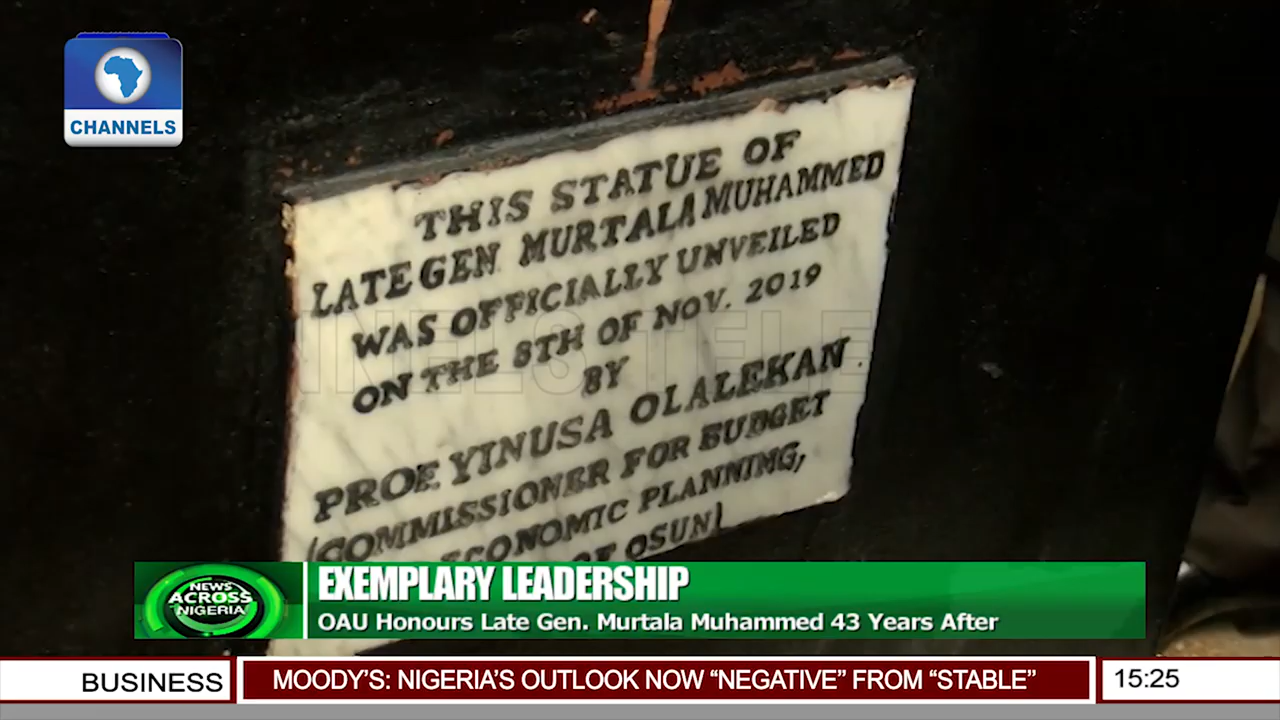 CHANNELS
THIS STATUE OF
LATE GEN MURTALA MUHAMMED
WAS OFFICIALLY UNVEILED
ON THE 8TH OF NOV. 2019
BY
PROF. YINUSA OLALEKAN
(COMMISSIONER FOR BUDGET
ECONOMIC PLANNING,
OF OSUN)
NEWS
ACROSS
NIGERIA
EXEMPLARY LEADERSHIP
OAU Honours Late Gen. Murtala Muhammed 43 Years After
BUSINESS
MOODY'S: NIGERIA'S OUTLOOK NOW “NEGATIVE” FROM “STABLE”
15:25